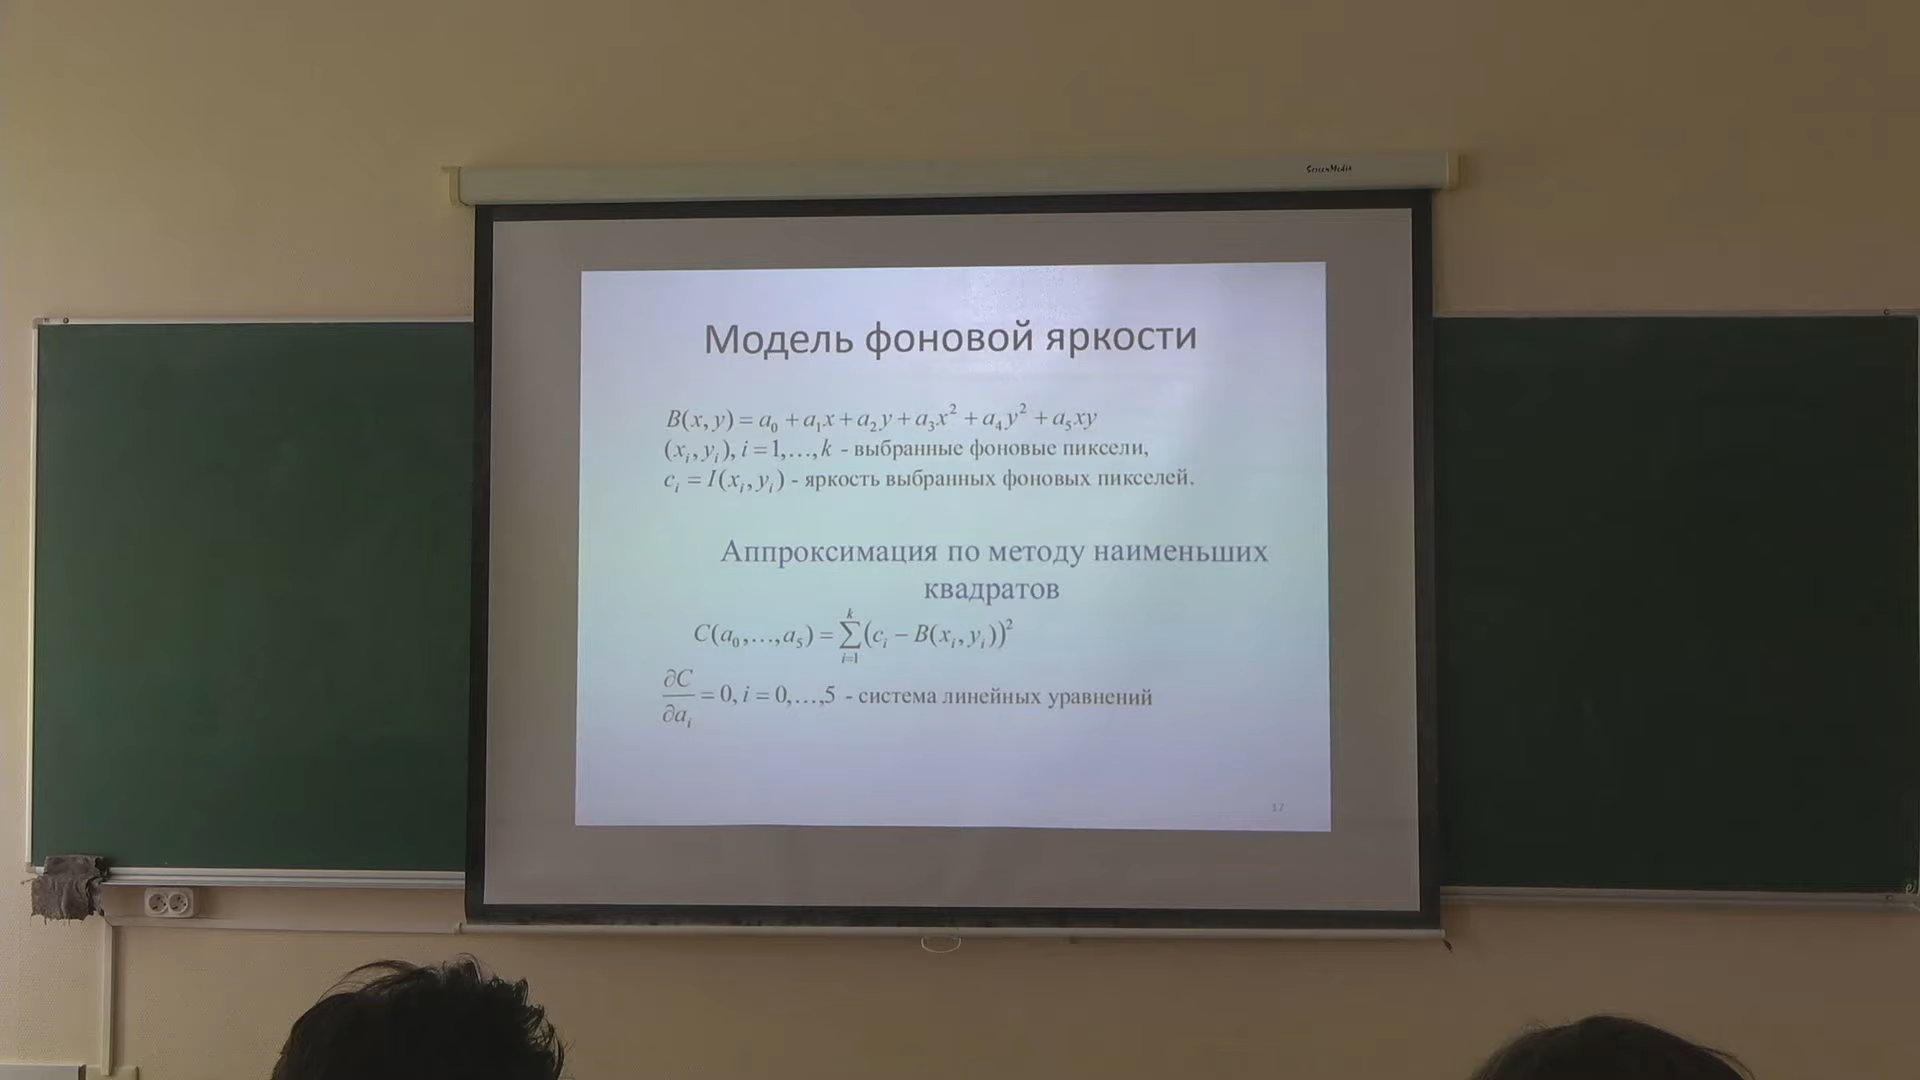 ScreenMedia
Модель фоновой яркости
B(x, y) = a₀ + a₁x + a₂y + a₃x² + a₄y² + a₅xy
(xᵢ, yᵢ), i = 1,…,k - выбранные фоновые пиксели,
cᵢ = I(xᵢ, yᵢ) - яркость выбранных фоновых пикселей.
Аппроксимация по методу наименьших
квадратов
C(a₀,…,a₅) = ∑ᵢ₌₁ᵏ (cᵢ − B(xᵢ, yᵢ))²
∂C/∂aᵢ = 0, i = 0,…,5 - система линейных уравнений
17